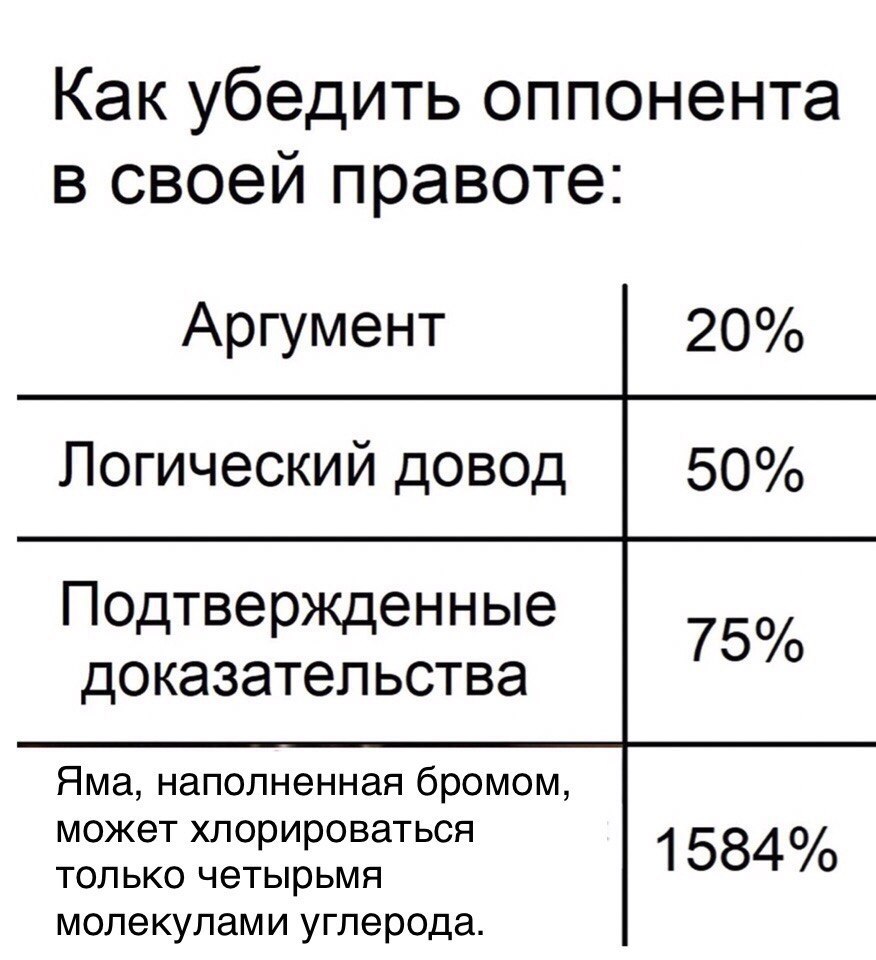 Как убедить оппонента
в своей правоте:
Аргумент 20%
Логический довод 50%
Подтвержденные
доказательства 75%
Яма, наполненная бромом,
может хлорироваться
только четырьмя
молекулами углерода. 1584%